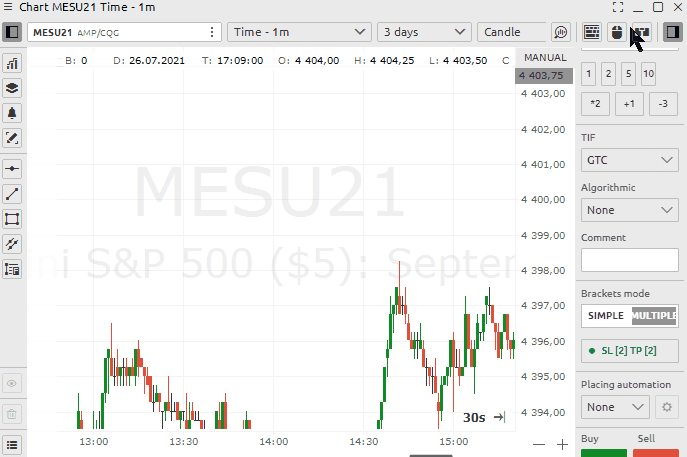 Chart MESU21 Time - 1m
MESU21 AMP/CQG
Time - 1m
3 days
Candle
B: 0 D: 26.07.2021 T: 17:09:00 O: 4 404,00 H: 4 404,25 L: 4 403,50 C
MANUAL
4 403,75
4 403,00
4 402,00
4 401,00
4 400,00
4 399,00
4 398,00
4 397,00
4 396,00
4 395,00
4 394,00
MESU21
ini S&P 500 ($5): Septem
30s
13:00 13:30 14:00 14:30 15:00
1 2 5 10
*2 +1 -3
TIF
GTC
Algorithmic
None
Comment
Brackets mode
SIMPLE MULTIPLE
SL [2] TP [2]
Placing automation
None
Buy Sell